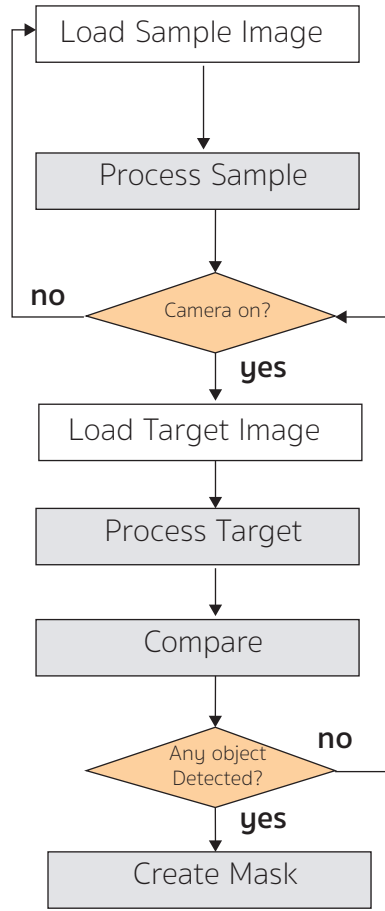 Load Sample Image
Process Sample
Camera on?
no
yes
Load Target Image
Process Target
Compare
Any object
Detected?
no
yes
Create Mask